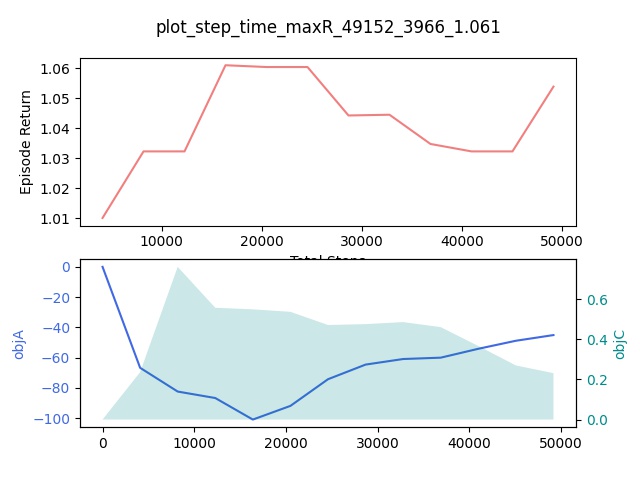 plot_step_time_maxR_49152_3966_1.061
1.06
1.05
1.04
1.03
1.02
1.01
Episode Return
10000 20000 30000 40000 50000
Total Steps
0
−20
−40
−60
−80
−100
objA
0.6
0.4
0.2
0.0
objC
0 10000 20000 30000 40000 50000